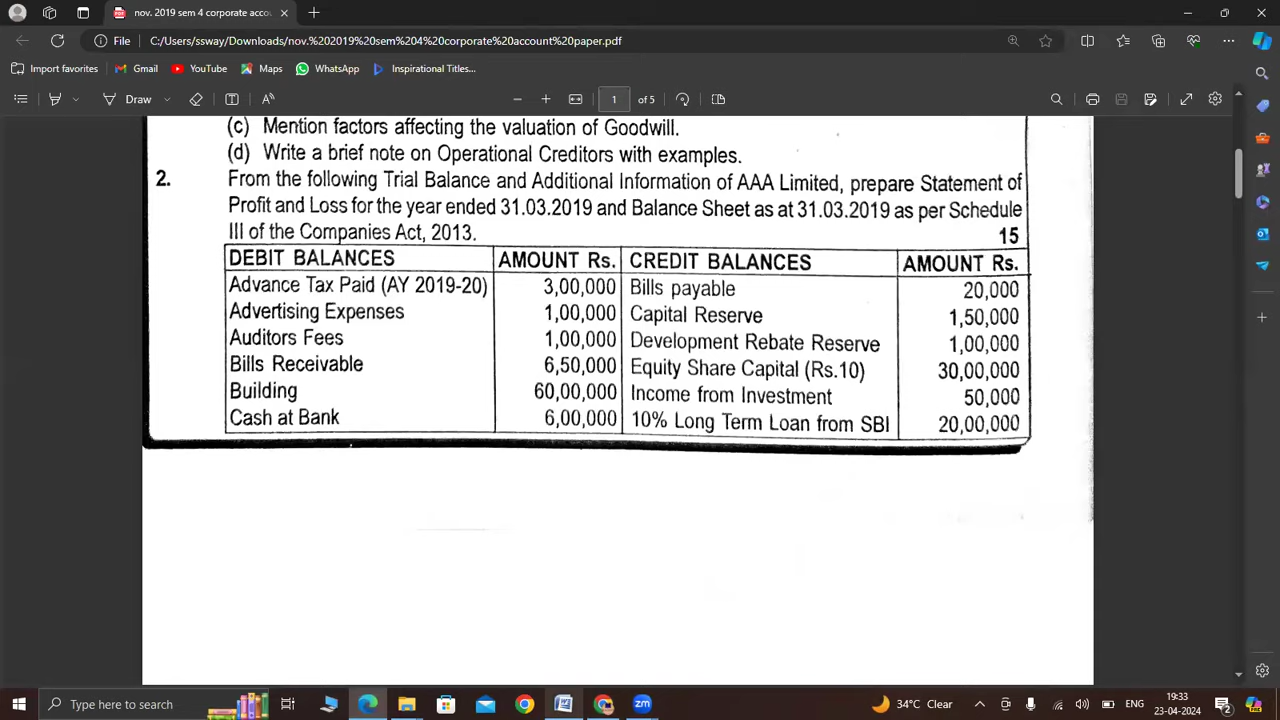 nov. 2019 sem 4 corporate acco
File C:/Users/ssway/Downloads/nov.%202019%20sem%204%20corporate%20account%20paper.pdf
Import favorites Gmail YouTube Maps WhatsApp Inspirational Titles...
Draw 1 of 5
(c) Mention factors affecting the valuation of Goodwill.
(d) Write a brief note on Operational Creditors with examples.
2. From the following Trial Balance and Additional Information of AAA Limited, prepare Statement of
Profit and Loss for the year ended 31.03.2019 and Balance Sheet as at 31.03.2019 as per Schedule
III of the Companies Act, 2013. 15
DEBIT BALANCES AMOUNT Rs. CREDIT BALANCES AMOUNT Rs.
Advance Tax Paid (AY 2019-20) 3,00,000 Bills payable 20,000
Advertising Expenses 1,00,000 Capital Reserve 1,50,000
Auditors Fees 1,00,000 Development Rebate Reserve 1,00,000
Bills Receivable 6,50,000 Equity Share Capital (Rs.10) 30,00,000
Building 60,00,000 Income from Investment 50,000
Cash at Bank 6,00,000 10% Long Term Loan from SBI 20,00,000
Type here to search 34°C Clear 19:33
23-04-2024